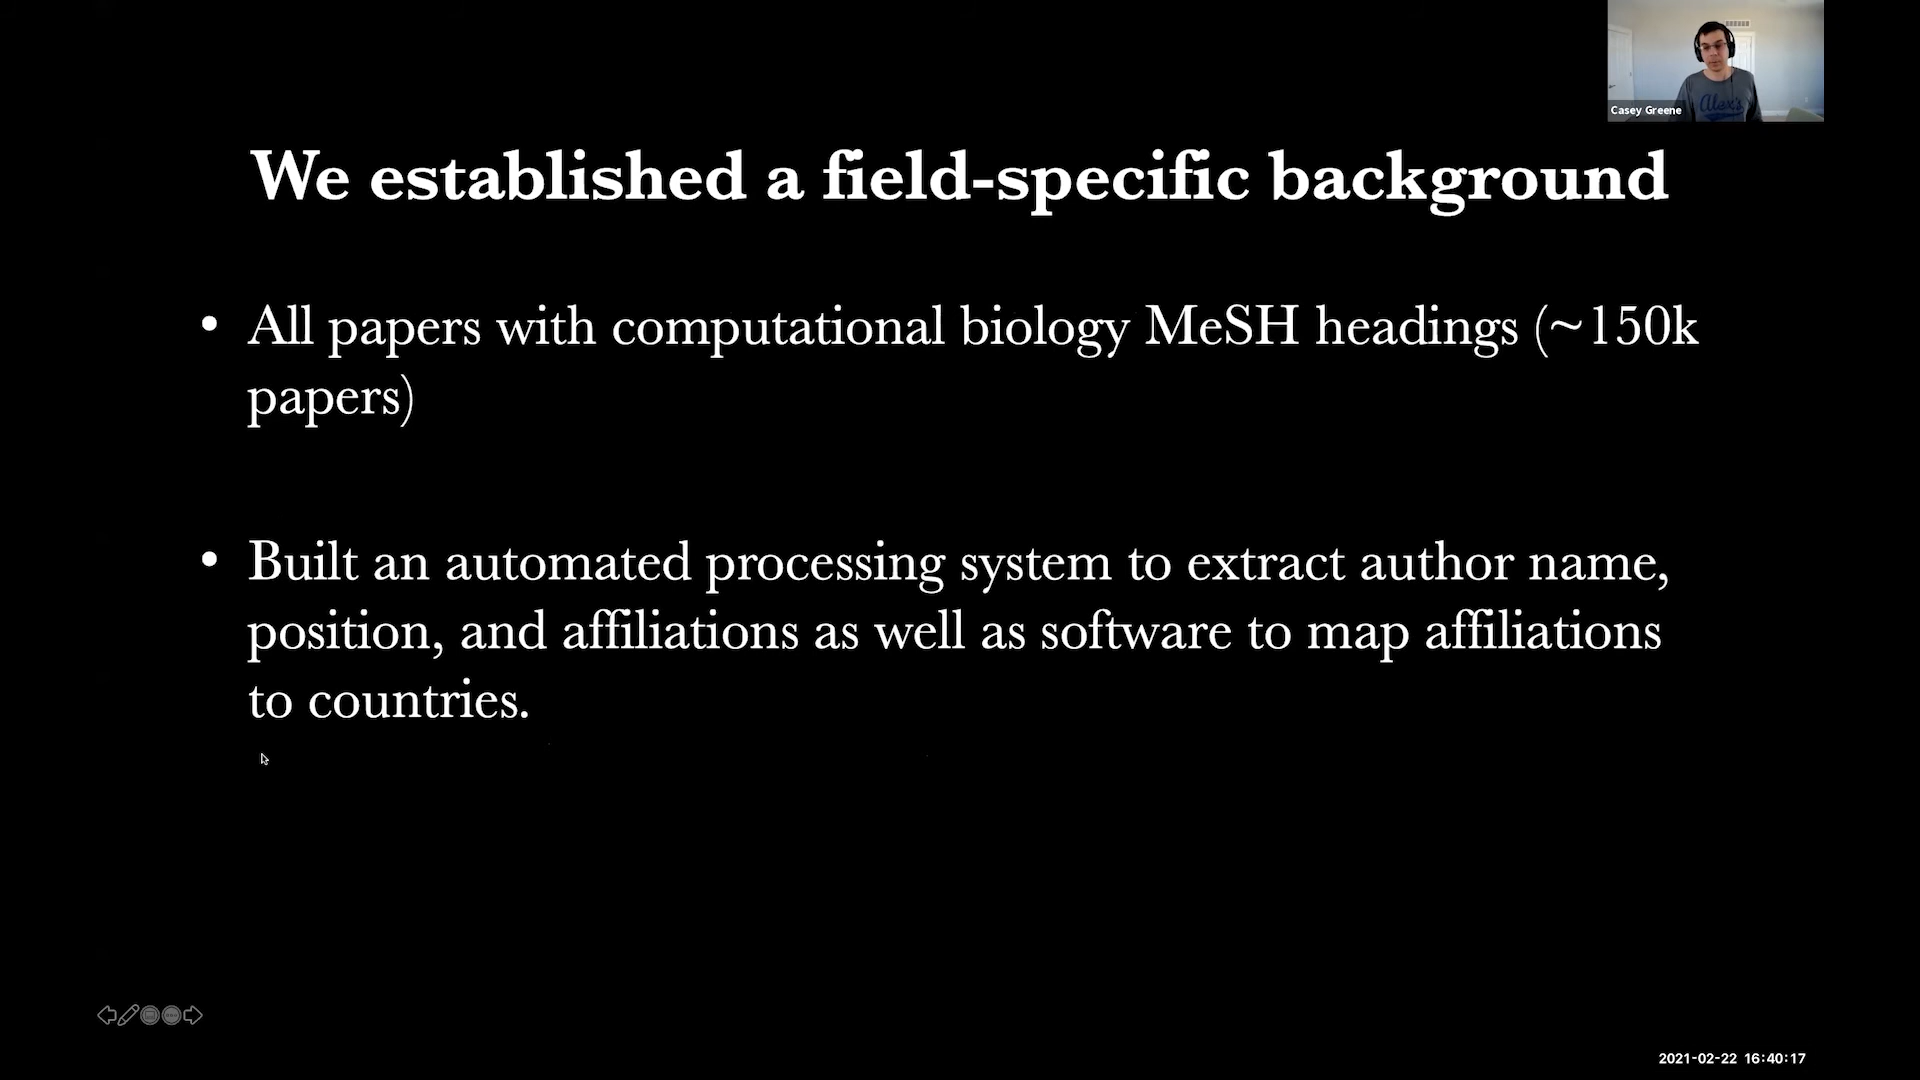 Casey Greene
Alex's
We established a field-specific background
• All papers with computational biology MeSH headings (~150k
papers)
• Built an automated processing system to extract author name,
position, and affiliations as well as software to map affiliations
to countries.
2021-02-22 16:40:17